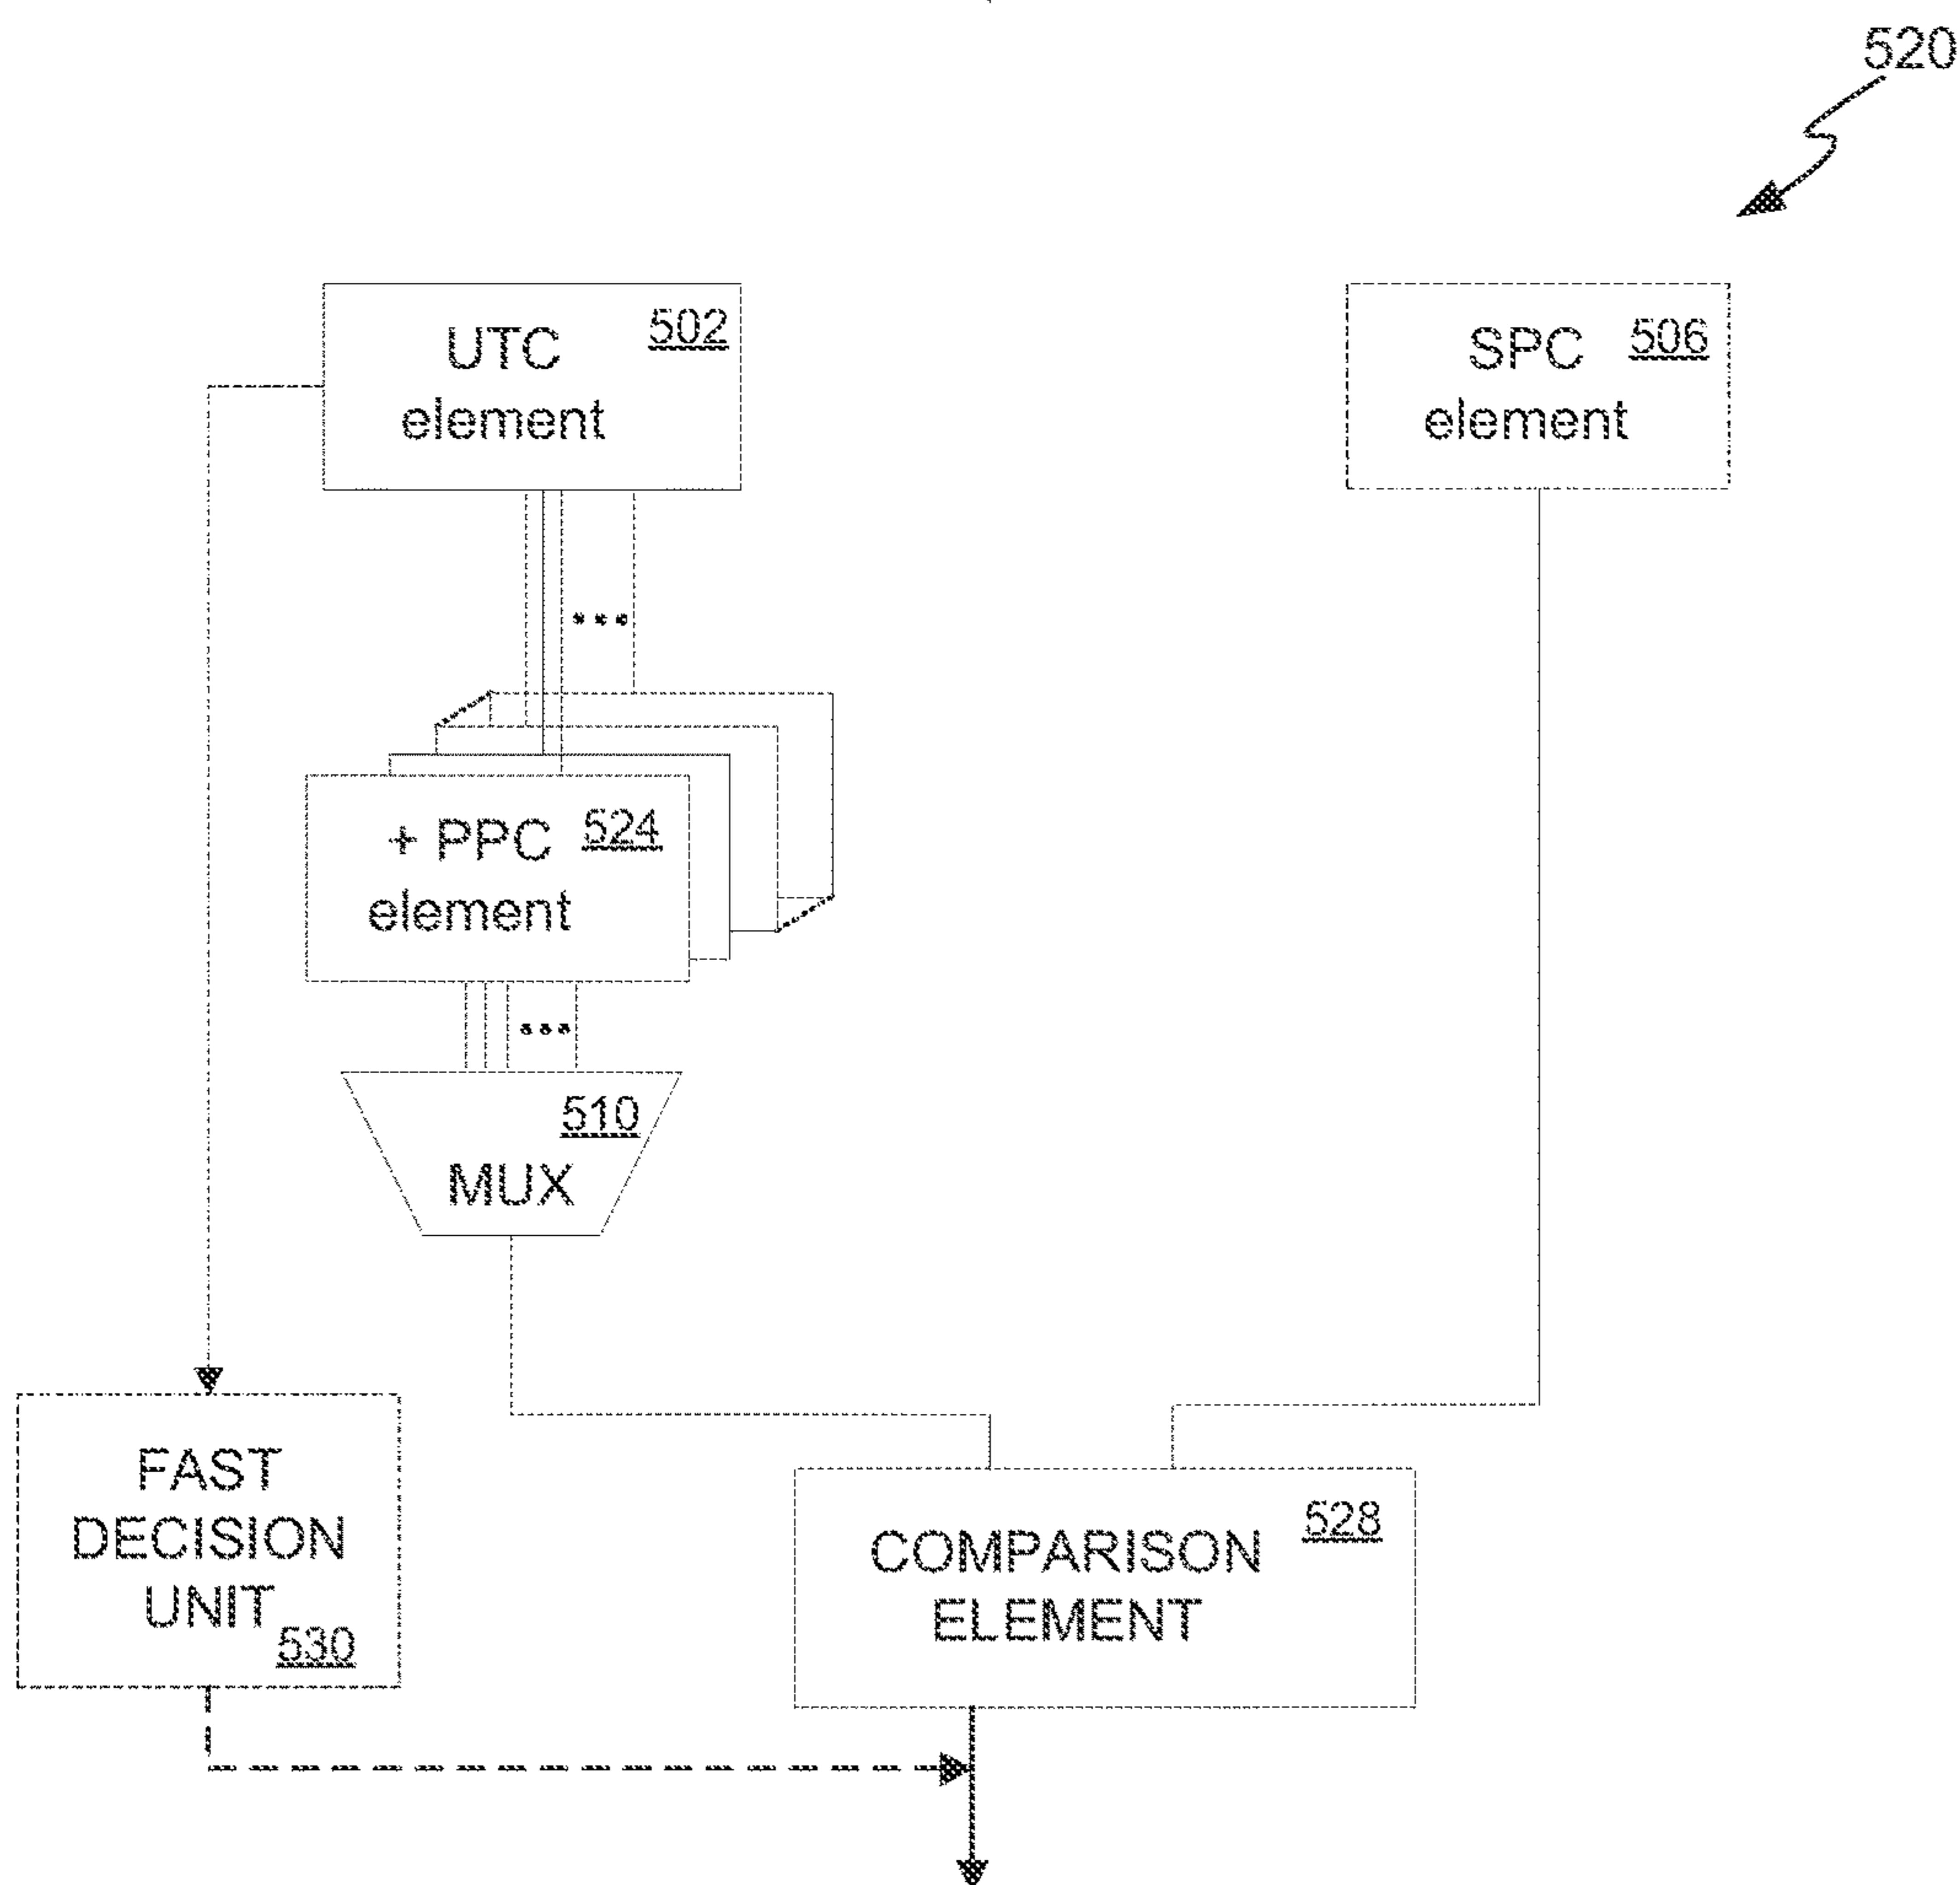 520
502
UTC
element
506
SPC
element
...
524
+ PPC
element
...
510
MUX
FAST
DECISION
UNIT
530
528
COMPARISON
ELEMENT